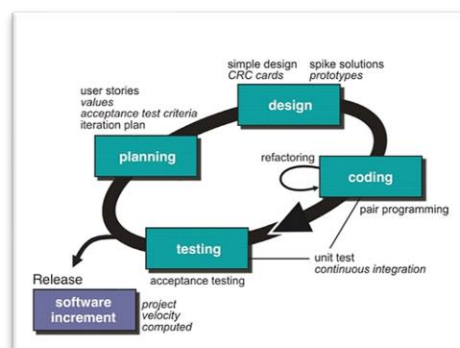 simple design
CRC cards
spike solutions
prototypes
design
user stories
values
acceptance test criteria
iteration plan
planning
refactoring
coding
pair programming
testing
acceptance testing
unit test
continuous integration
Release
software
increment
project
velocity
computed